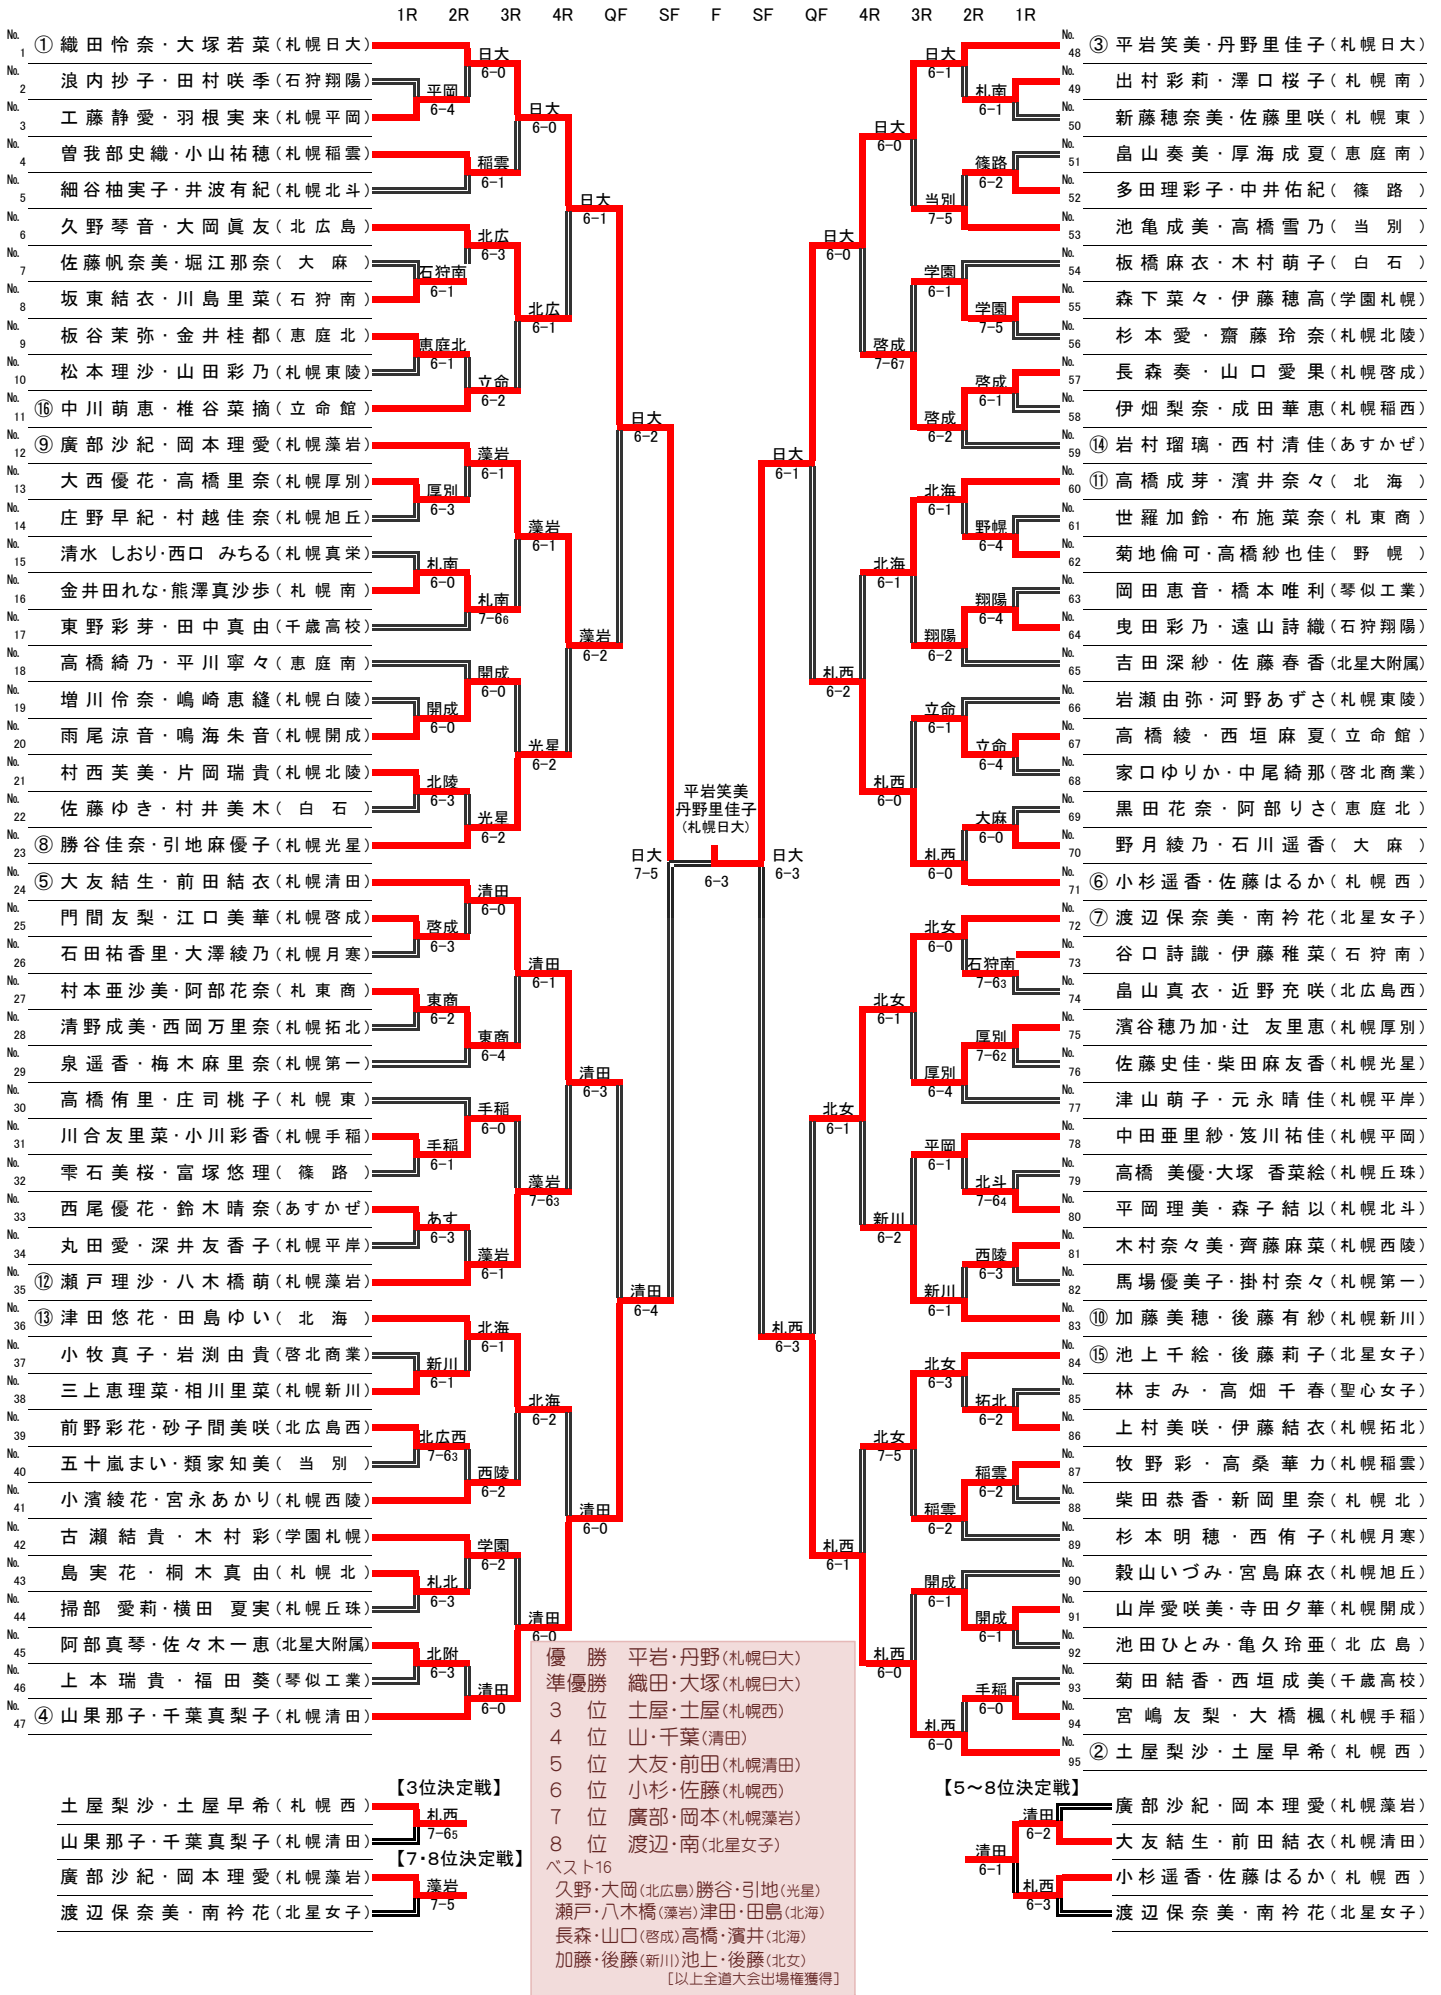 1R 2R 3R 4R QF SF F SF QF 4R 3R 2R 1R
No. 1 ① 織田怜奈・大塚若菜(札幌日大)
No. 2 浪内抄子・田村咲季(石狩翔陽)
No. 3 工藤静愛・羽根実来(札幌平岡)
No. 4 曽我部史織・小山祐穂(札幌稲雲)
No. 5 細谷柚実子・井波有紀(札幌北斗)
No. 6 久野琴音・大岡眞友(北広島)
No. 7 佐藤帆奈美・堀江那奈(大麻)
No. 8 坂東結衣・川島里菜(石狩南)
No. 9 板谷茉弥・金井桂都(恵庭北)
No. 10 松本理沙・山田彩乃(札幌東陵)
No. 11 ⑯ 中川萌恵・椎谷菜摘(立命館)
No. 12 ⑨ 廣部沙紀・岡本理愛(札幌藻岩)
No. 13 大西優花・高橋里奈(札幌厚別)
No. 14 庄野早紀・村越佳奈(札幌旭丘)
No. 15 清水 しおり・西口 みちる(札幌真栄)
No. 16 金井田れな・熊澤真沙歩(札幌南)
No. 17 東野彩芽・田中真由(千歳高校)
No. 18 高橋綺乃・平川寧々(恵庭南)
No. 19 増川伶奈・嶋崎恵縫(札幌白陵)
No. 20 雨尾涼音・鳴海朱音(札幌開成)
No. 21 村西芙美・片岡瑞貴(札幌北陵)
No. 22 佐藤ゆき・村井美木(白石)
No. 23 ⑧ 勝谷佳奈・引地麻優子(札幌光星)
No. 24 ⑤ 大友結生・前田結衣(札幌清田)
No. 25 門間友梨・江口美華(札幌啓成)
No. 26 石田祐香里・大澤綾乃(札幌月寒)
No. 27 村本亜沙美・阿部花奈(札東商)
No. 28 清野成美・西岡万里奈(札幌拓北)
No. 29 泉遥香・梅木麻里奈(札幌第一)
No. 30 高橋侑里・庄司桃子(札幌東)
No. 31 川合友里菜・小川彩香(札幌手稲)
No. 32 雫石美桜・富塚悠理(篠路)
No. 33 西尾優花・鈴木晴奈(あすかぜ)
No. 34 丸田愛・深井友香子(札幌平岸)
No. 35 ⑫ 瀬戸理沙・八木橋萌(札幌藻岩)
No. 36 ⑬ 津田悠花・田島ゆい(北海)
No. 37 小牧真子・岩渕由貴(啓北商業)
No. 38 三上恵理菜・相川里菜(札幌新川)
No. 39 前野彩花・砂子間美咲(北広島西)
No. 40 五十嵐まい・類家知美(当別)
No. 41 小濱綾花・宮永あかり(札幌西陵)
No. 42 古瀬結貴・木村彩(学園札幌)
No. 43 島実花・桐木真由(札幌北)
No. 44 掃部 愛莉・横田 夏実(札幌丘珠)
No. 45 阿部真琴・佐々木一恵(北星大附属)
No. 46 上本瑞貴・福田葵(琴似工業)
No. 47 ④ 山果那子・千葉真梨子(札幌清田)
平岡 6-4
石狩南 6-1
恵庭北 6-1
厚別 6-3
札南 6-0
開成 6-0
北陵 6-3
啓成 6-3
東商 6-2
手稲 6-1
あす 6-3
新川 6-1
北広西 7-63
札北 6-3
北附 6-3
日大 6-0
稲雲 6-1
北広 6-3
立命 6-2
藻岩 6-1
札南 7-66
開成 6-0
光星 6-2
清田 6-0
東商 6-4
手稲 6-0
藻岩 6-1
北海 6-1
西陵 6-2
学園 6-2
清田 6-0
日大 6-0
北広 6-1
藻岩 6-1
光星 6-2
清田 6-1
藻岩 7-63
北海 6-2
清田 6-0
日大 6-1
藻岩 6-2
清田 6-3
清田 6-0
日大 6-2
清田 6-4
日大 7-5
平岩笑美
丹野里佳子
(札幌日大)
6-3
日大 6-3
日大 6-1
札西 6-3
日大 6-0
札西 6-2
北女 6-1
札西 6-1
日大 6-0
啓成 7-67
北海 6-1
札西 6-0
北女 6-1
新川 6-2
北女 7-5
札西 6-0
日大 6-1
当別 7-5
学園 6-1
啓成 6-2
北海 6-1
翔陽 6-2
立命 6-1
札西 6-0
北女 6-0
厚別 6-4
平岡 6-1
新川 6-1
北女 6-3
稲雲 6-2
開成 6-1
札西 6-0
札南 6-1
篠路 6-2
学園 7-5
啓成 6-1
野幌 6-4
翔陽 6-4
立命 6-4
大麻 6-0
石狩南 7-63
厚別 7-62
北斗 7-64
西陵 6-3
拓北 6-2
稲雲 6-2
開成 6-1
手稲 6-0
No. 48 ③ 平岩笑美・丹野里佳子(札幌日大)
No. 49 出村彩莉・澤口桜子(札幌南)
No. 50 新藤穂奈美・佐藤里咲(札幌東)
No. 51 畠山奏美・厚海成夏(恵庭南)
No. 52 多田理彩子・中井佑紀(篠路)
No. 53 池亀成美・高橋雪乃(当別)
No. 54 板橋麻衣・木村萌子(白石)
No. 55 森下菜々・伊藤穂高(学園札幌)
No. 56 杉本愛・齋藤玲奈(札幌北陵)
No. 57 長森奏・山口愛果(札幌啓成)
No. 58 伊畑梨奈・成田華恵(札幌稲西)
No. 59 ⑭ 岩村瑠璃・西村清佳(あすかぜ)
No. 60 ⑪ 高橋成芽・濱井奈々(北海)
No. 61 世羅加鈴・布施菜奈(札東商)
No. 62 菊地倫可・高橋紗也佳(野幌)
No. 63 岡田恵音・橋本唯利(琴似工業)
No. 64 曳田彩乃・遠山詩織(石狩翔陽)
No. 65 吉田深紗・佐藤春香(北星大附属)
No. 66 岩瀬由弥・河野あずさ(札幌東陵)
No. 67 高橋綾・西垣麻夏(立命館)
No. 68 家口ゆりか・中尾綺那(啓北商業)
No. 69 黒田花奈・阿部りさ(恵庭北)
No. 70 野月綾乃・石川遥香(大麻)
No. 71 ⑥ 小杉遥香・佐藤はるか(札幌西)
No. 72 ⑦ 渡辺保奈美・南衿花(北星女子)
No. 73 谷口詩識・伊藤稚菜(石狩南)
No. 74 畠山真衣・近野充咲(北広島西)
No. 75 濱谷穂乃加・辻 友里恵(札幌厚別)
No. 76 佐藤史佳・柴田麻友香(札幌光星)
No. 77 津山萌子・元永晴佳(札幌平岸)
No. 78 中田亜里紗・笈川祐佳(札幌平岡)
No. 79 高橋 美優・大塚 香菜絵(札幌丘珠)
No. 80 平岡理美・森子結以(札幌北斗)
No. 81 木村奈々美・齊藤麻菜(札幌西陵)
No. 82 馬場優美子・掛村奈々(札幌第一)
No. 83 ⑩ 加藤美穂・後藤有紗(札幌新川)
No. 84 ⑮ 池上千絵・後藤莉子(北星女子)
No. 85 林まみ・高畑千春(聖心女子)
No. 86 上村美咲・伊藤結衣(札幌拓北)
No. 87 牧野彩・高桑華力(札幌稲雲)
No. 88 柴田恭香・新岡里奈(札幌北)
No. 89 杉本明穂・西侑子(札幌月寒)
No. 90 穀山いづみ・宮島麻衣(札幌旭丘)
No. 91 山岸愛咲美・寺田夕華(札幌開成)
No. 92 池田ひとみ・亀久玲亜(北広島)
No. 93 菊田結香・西垣成美(千歳高校)
No. 94 宮嶋友梨・大橋楓(札幌手稲)
No. 95 ② 土屋梨沙・土屋早希(札幌西)
優 勝 平岩・丹野(札幌日大)
準優勝 織田・大塚(札幌日大)
3 位 土屋・土屋(札幌西)
4 位 山・千葉(清田)
5 位 大友・前田(札幌清田)
6 位 小杉・佐藤(札幌西)
7 位 廣部・岡本(札幌藻岩)
8 位 渡辺・南(北星女子)
ベスト16
久野・大岡(北広島)勝谷・引地(光星)
瀬戸・八木橋(藻岩)津田・田島(北海)
長森・山口(啓成)高橋・濱井(北海)
加藤・後藤(新川)池上・後藤(北女)
[以上全道大会出場権獲得]
【3位決定戦】
土屋梨沙・土屋早希(札幌西)
札西 7-65
山果那子・千葉真梨子(札幌清田)
【7・8位決定戦】
廣部沙紀・岡本理愛(札幌藻岩)
藻岩 7-5
渡辺保奈美・南衿花(北星女子)
【5～8位決定戦】
廣部沙紀・岡本理愛(札幌藻岩)
清田 6-2
大友結生・前田結衣(札幌清田)
清田 6-1
小杉遥香・佐藤はるか(札幌西)
札西 6-3
渡辺保奈美・南衿花(北星女子)